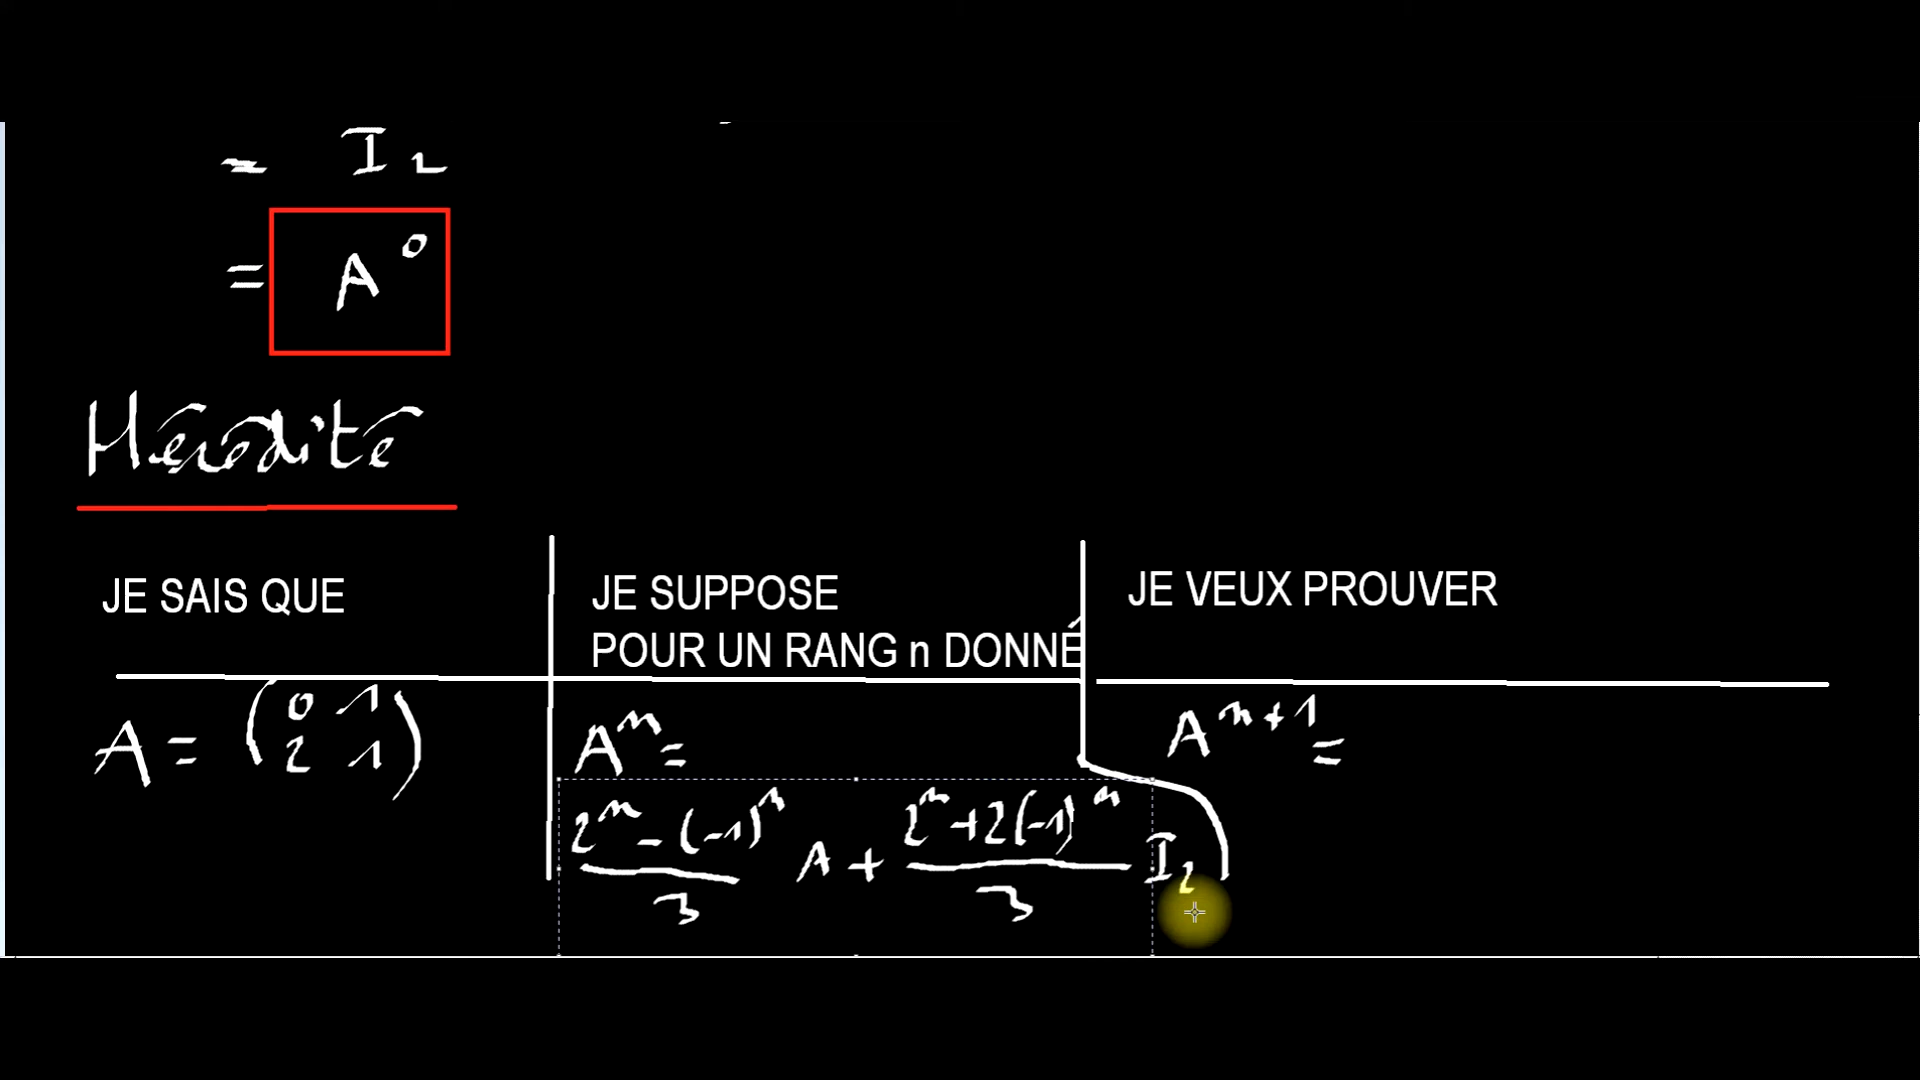 = I₂
= A⁰
Hérédité
JE SAIS QUE
JE SUPPOSE
POUR UN RANG n DONNÉ
JE VEUX PROUVER
A = (0 1
2 1)
Aⁿ =
2ⁿ - (-1)ⁿ / 3 A + 2ⁿ + 2(-1)ⁿ / 3 I₂
Aⁿ⁺¹ =